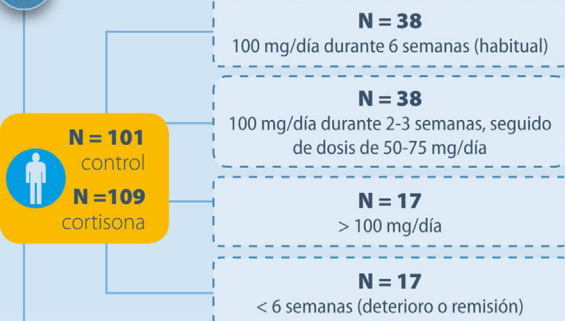 N = 38
100 mg/día durante 6 semanas (habitual)
N = 38
100 mg/día durante 2-3 semanas, seguido
de dosis de 50-75 mg/día
N = 101
control
N =109
cortisona
N = 17
> 100 mg/día
N = 17
< 6 semanas (deterioro o remisión)